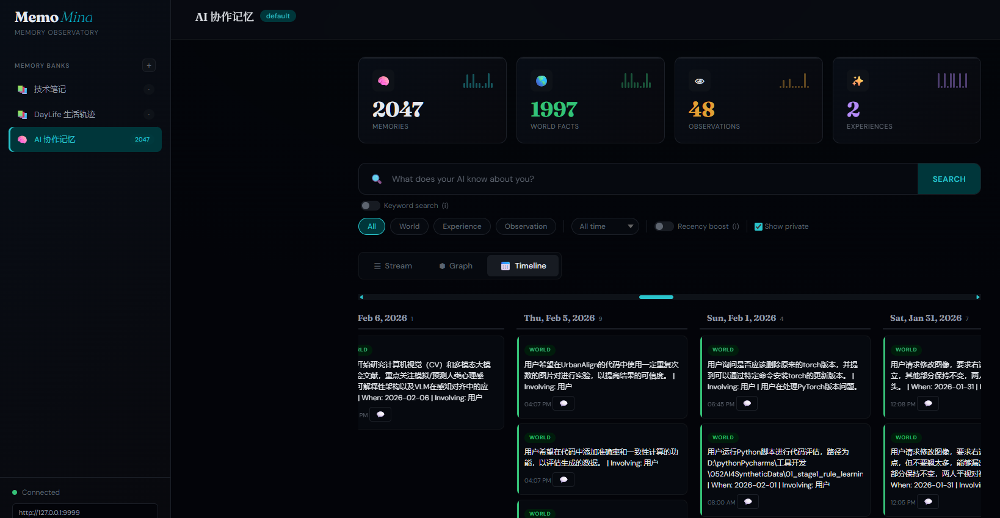 Memo Mind
MEMORY OBSERVATORY
MEMORY BANKS
+
技术笔记
DayLife 生活轨迹
AI 协作记忆 2047
Connected
http://127.0.0.1:9999
AI 协作记忆 default
2047
MEMORIES
1997
WORLD FACTS
48
OBSERVATIONS
2
EXPERIENCES
What does your AI know about you?
SEARCH
Keyword search (i)
All World Experience Observation All time Recency boost (i) Show private
Stream Graph Timeline
Feb 6, 2026 1
RLD
开始研究计算机视觉（CV）和多模态大模
会文献，重点关注模拟/预测人类心理感
可解释性架构以及VLM在感知对齐中的应
| When: 2026-02-06 | Involving: 用户
PM
Thu, Feb 5, 2026 9
WORLD
用户希望在UrbanAlign的代码中使用一定重复次
数的图片对进行实验，以提高结果的可信度。 |
Involving: 用户
04:07 PM
WORLD
用户希望在代码中添加准确率和一致性计算的功
能，以评估生成的数据。 | Involving: 用户
04:07 PM
WORLD
Sun, Feb 1, 2026 4
WORLD
用户询问是否应该删除原来的torch版本，并提
到可以通过特定命令安装torch的更新版本。 |
Involving: 用户 | 用户在处理PyTorch版本问题。
06:45 PM
WORLD
用户运行Python脚本进行代码评估，路径为
D:\pythonPycharms\工具开发
\052AI4SyntheticData\01_stage1_rule_learnin
| When: 2026-02-01 | Involving: 用户
08:00 AM
Sat, Jan 31, 2026 7
WORLD
用户请求修改图像，要求右边
立，其他部分保持不变，两人
头。 | When: 2026-01-31 | I
12:08 PM
WORLD
用户请求修改图像，要求右边
点，但不要翘太多，能够漏出
部分保持不变，两人平视对视
When: 2026-01-31 | Involvi
12:05 PM